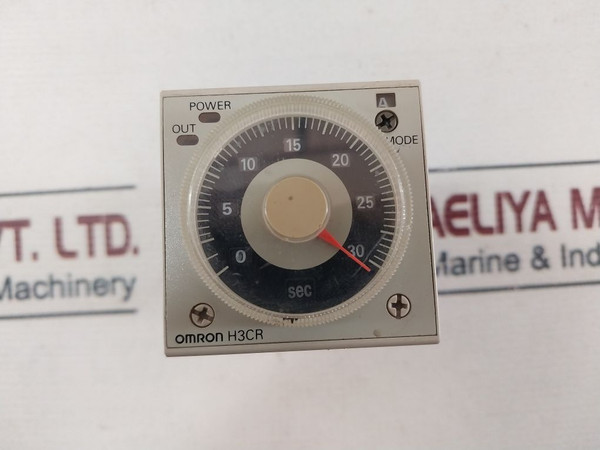 POWER
OUT
A
MODE
0
5
10
15
20
25
30
sec
OMRON H3CR
VT. LTD.
Machinery
AELIYA M
Marine & Ind